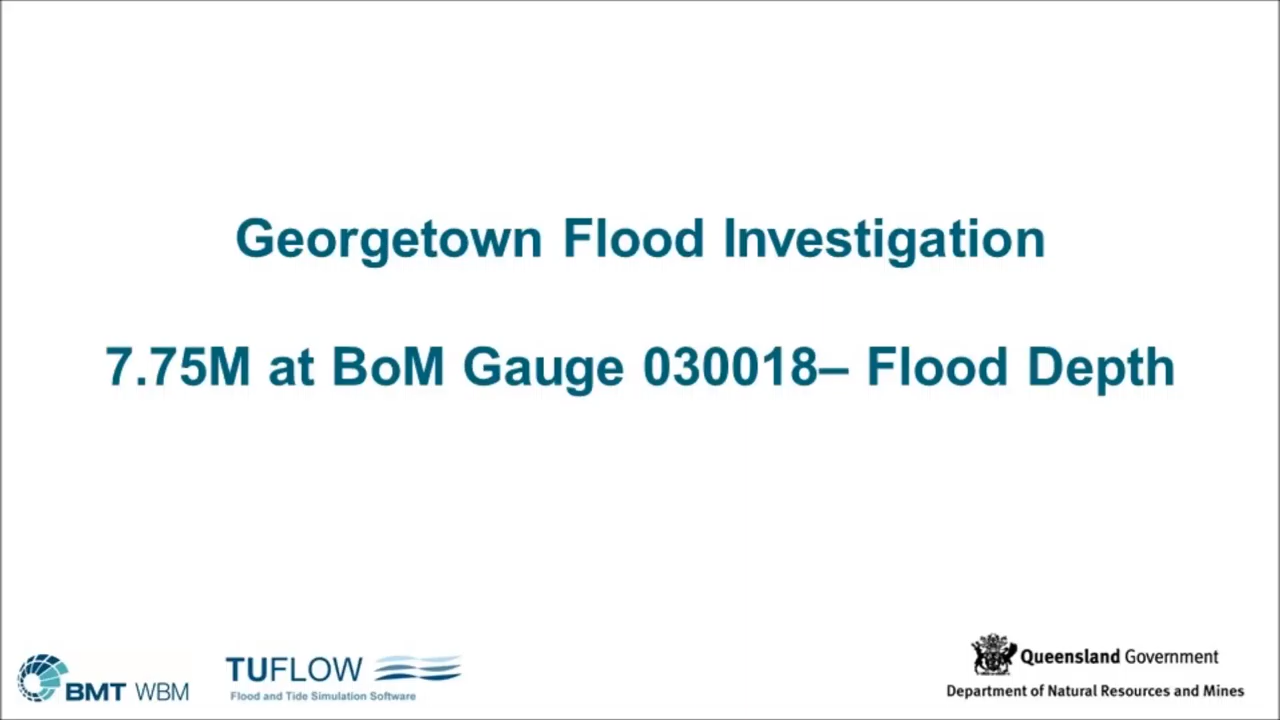 Georgetown Flood Investigation
7.75M at BoM Gauge 030018– Flood Depth
BMT WBM
TUFLOW
Flood and Tide Simulation Software
Queensland Government
Department of Natural Resources and Mines